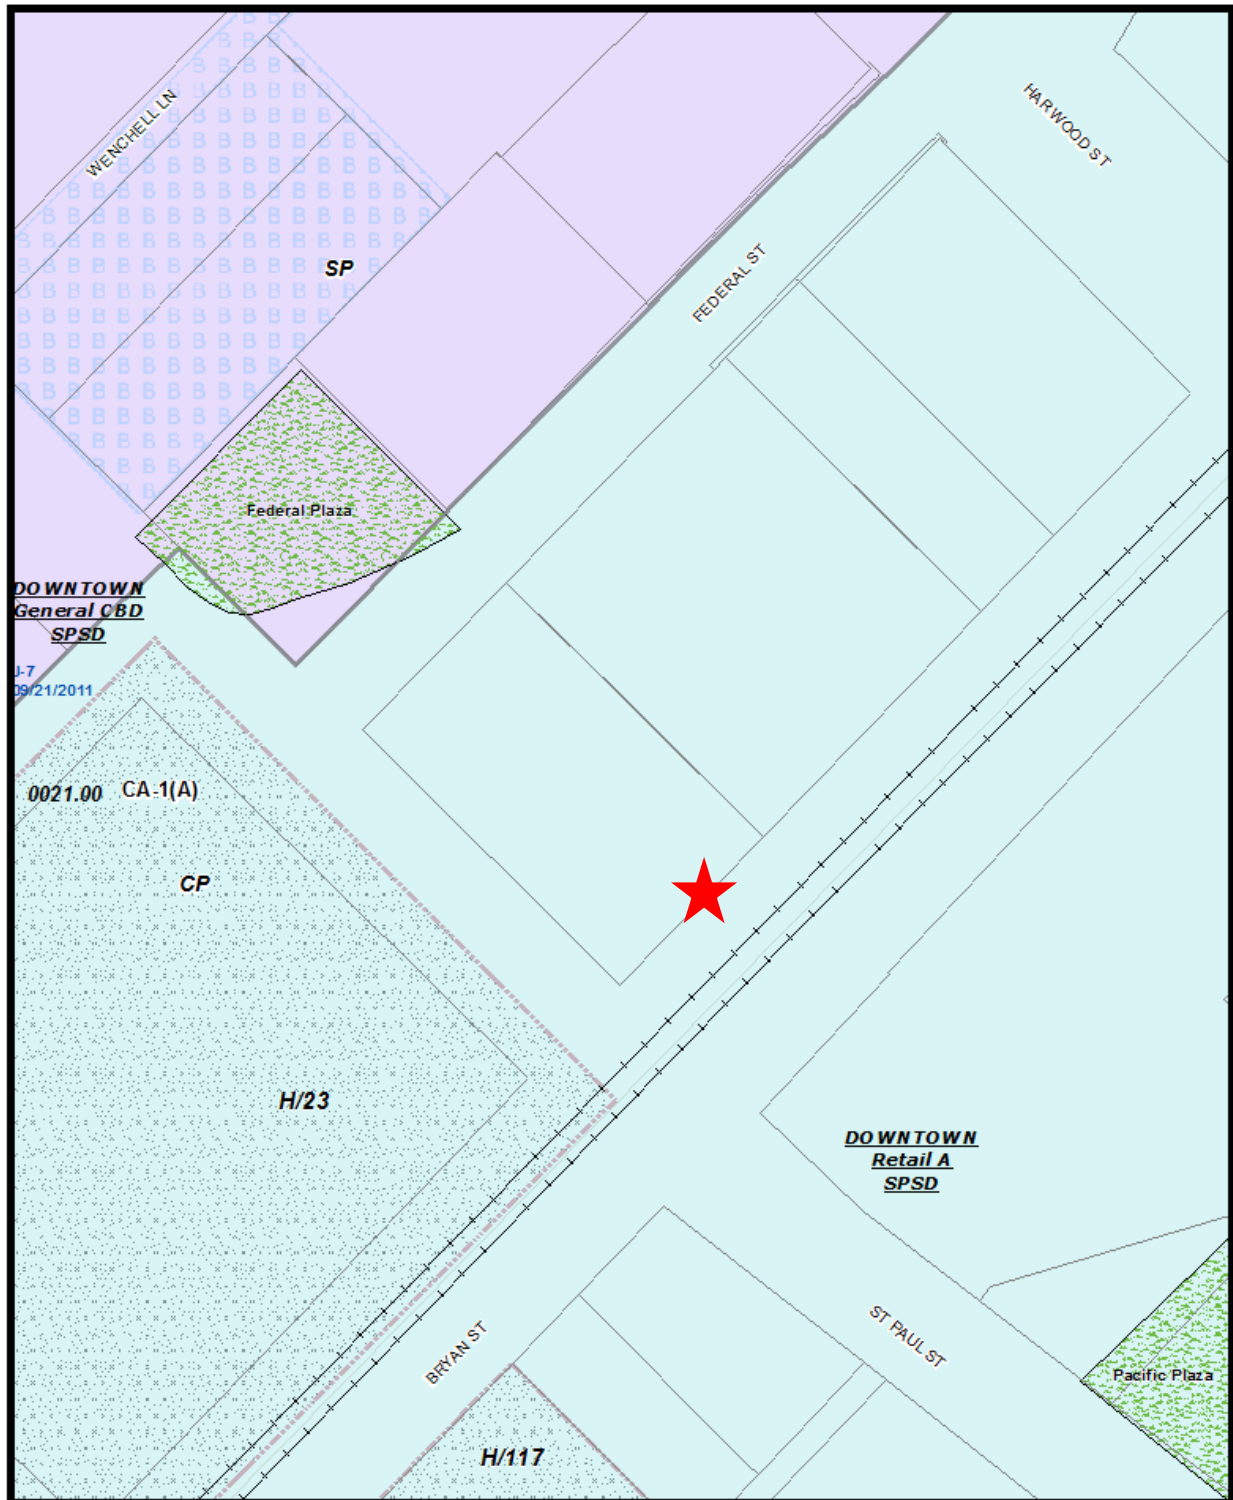 WENCHELL LN
HARWOOD ST
SP
FEDERAL ST
Federal Plaza
DOWNTOWN
General CBD
SPSD
J-7
09/21/2011
0021.00
CA-1(A)
CP
H/23
DOWNTOWN
Retail A
SPSD
BRYAN ST
ST PAUL ST
Pacific Plaza
H/117